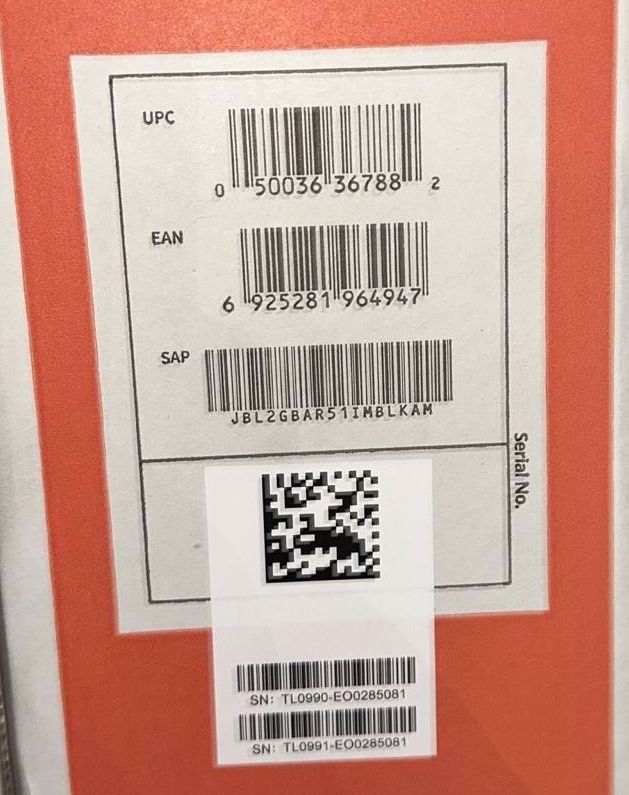 UPC
0 50036 36788 2
EAN
6 925281 964947
SAP
JBL2GBAR51IMBLKAM
Serial No.
SN: TL0990-EO0285081
SN: TL0991-EO0285081